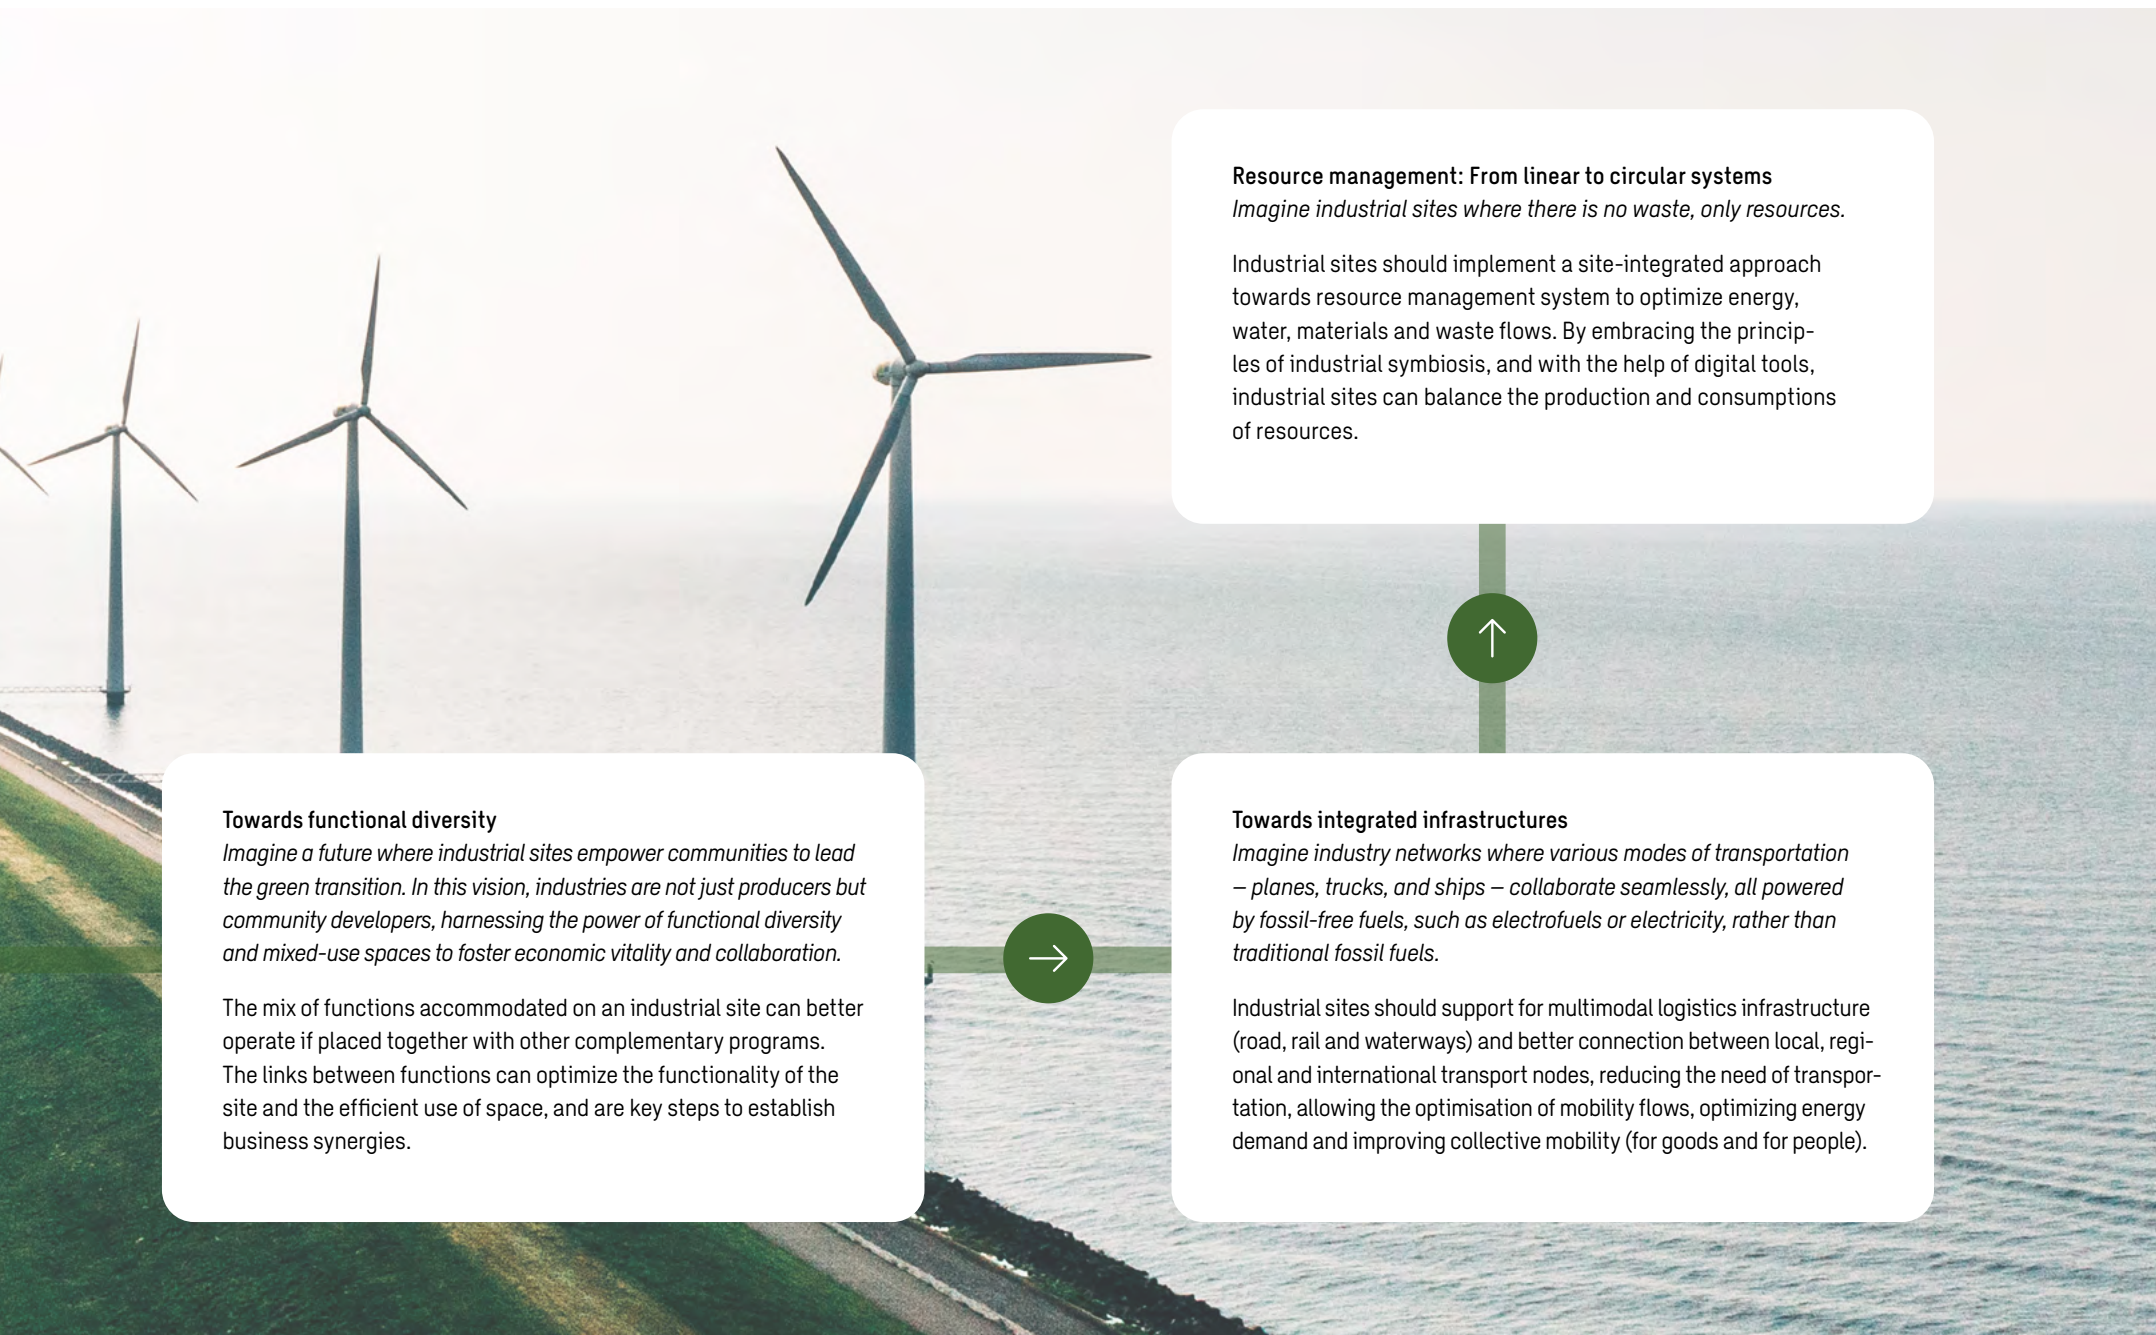 Towards functional diversity
Imagine a future where industrial sites empower communities to lead
the green transition. In this vision, industries are not just producers but
community developers, harnessing the power of functional diversity
and mixed-use spaces to foster economic vitality and collaboration.
The mix of functions accommodated on an industrial site can better
operate if placed together with other complementary programs.
The links between functions can optimize the functionality of the
site and the efficient use of space, and are key steps to establish
business synergies.
Towards integrated infrastructures
Imagine industry networks where various modes of transportation
– planes, trucks, and ships – collaborate seamlessly, all powered
by fossil-free fuels, such as electrofuels or electricity, rather than
traditional fossil fuels.
Industrial sites should support for multimodal logistics infrastructure
(road, rail and waterways) and better connection between local, regi-
onal and international transport nodes, reducing the need of transpor-
tation, allowing the optimisation of mobility flows, optimizing energy
demand and improving collective mobility (for goods and for people).
Resource management: From linear to circular systems
Imagine industrial sites where there is no waste, only resources.
Industrial sites should implement a site-integrated approach
towards resource management system to optimize energy,
water, materials and waste flows. By embracing the princip-
les of industrial symbiosis, and with the help of digital tools,
industrial sites can balance the production and consumptions
of resources.